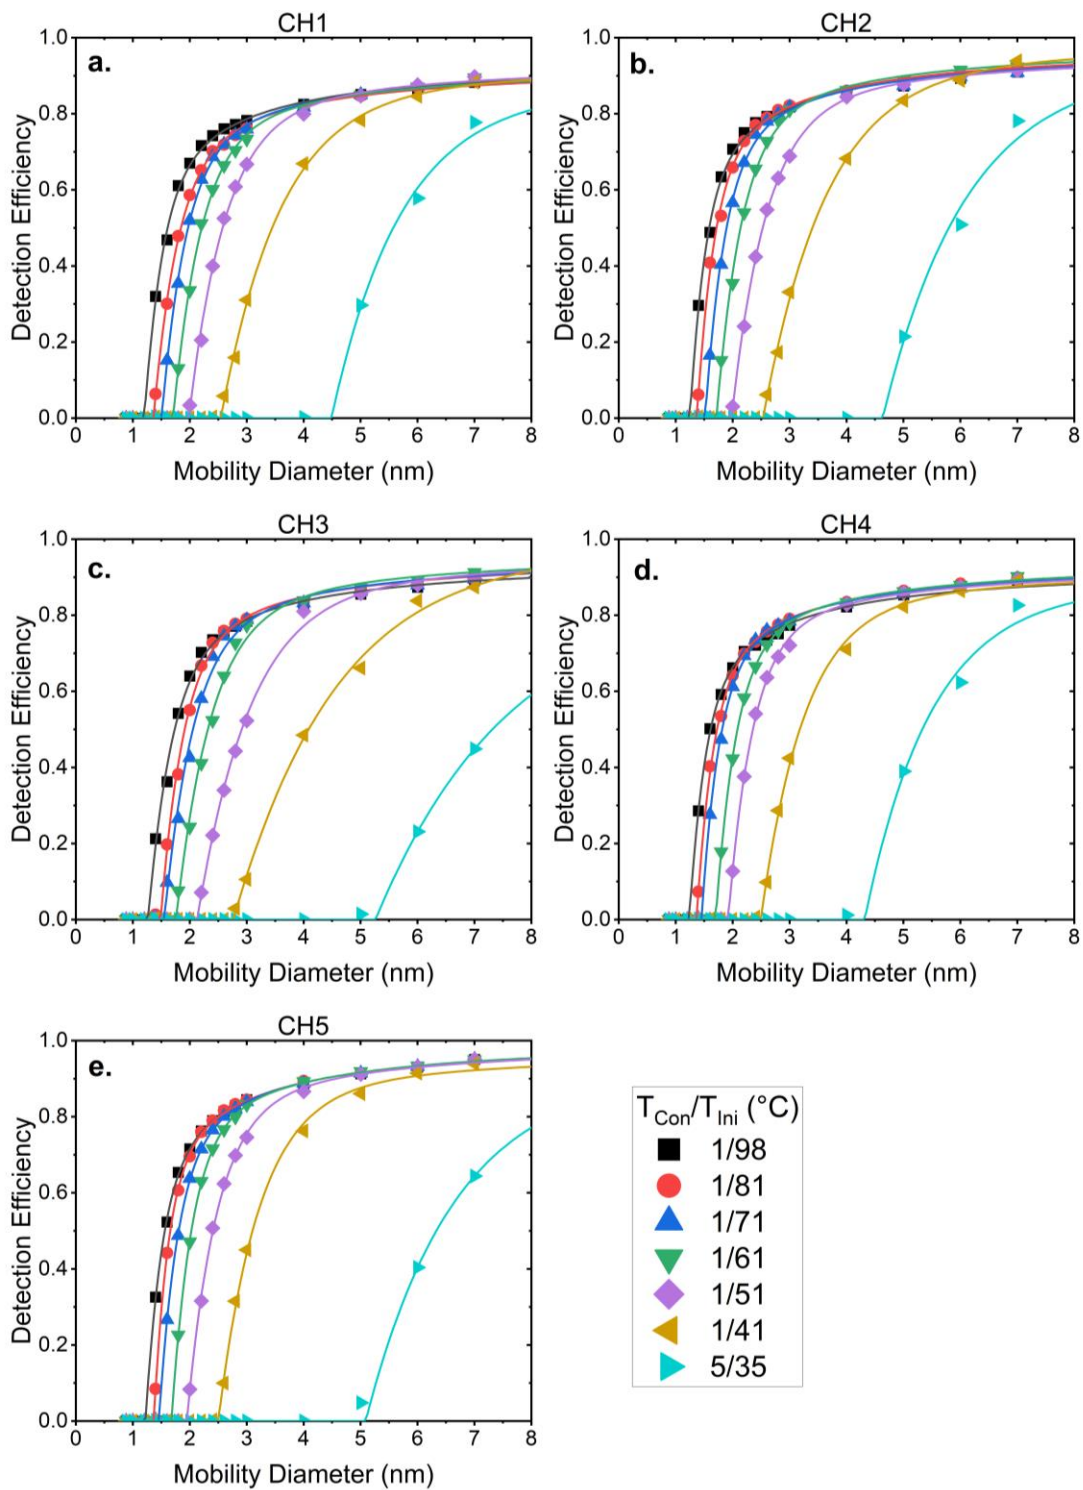 CH1
a.
1.0
0.8
0.6
0.4
0.2
0.0
Detection Efficiency
0 1 2 3 4 5 6 7 8
Mobility Diameter (nm)
CH2
b.
1.0
0.8
0.6
0.4
0.2
0.0
Detection Efficiency
0 1 2 3 4 5 6 7 8
Mobility Diameter (nm)
CH3
c.
1.0
0.8
0.6
0.4
0.2
0.0
Detection Efficiency
0 1 2 3 4 5 6 7 8
Mobility Diameter (nm)
CH4
d.
1.0
0.8
0.6
0.4
0.2
0.0
Detection Efficiency
0 1 2 3 4 5 6 7 8
Mobility Diameter (nm)
CH5
e.
1.0
0.8
0.6
0.4
0.2
0.0
Detection Efficiency
0 1 2 3 4 5 6 7 8
Mobility Diameter (nm)
TCon/TIni (°C)
1/98
1/81
1/71
1/61
1/51
1/41
5/35